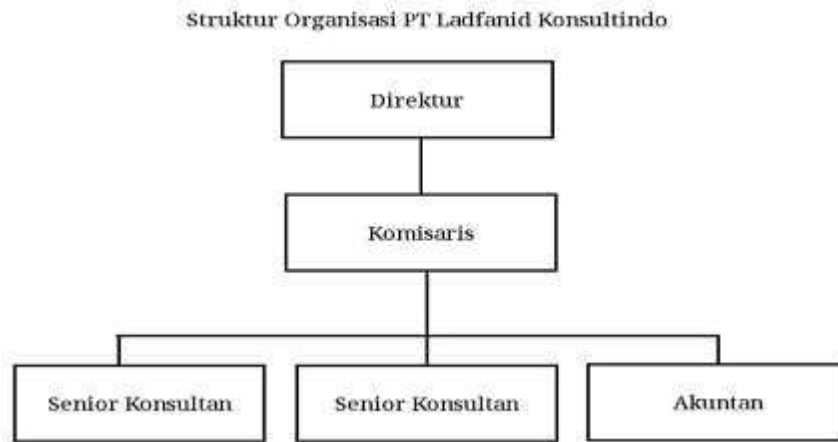 Struktur Organisasi PT Ladfanid Konsultindo
Direktur
Komisaris
Senior Konsultan
Senior Konsultan
Akuntan